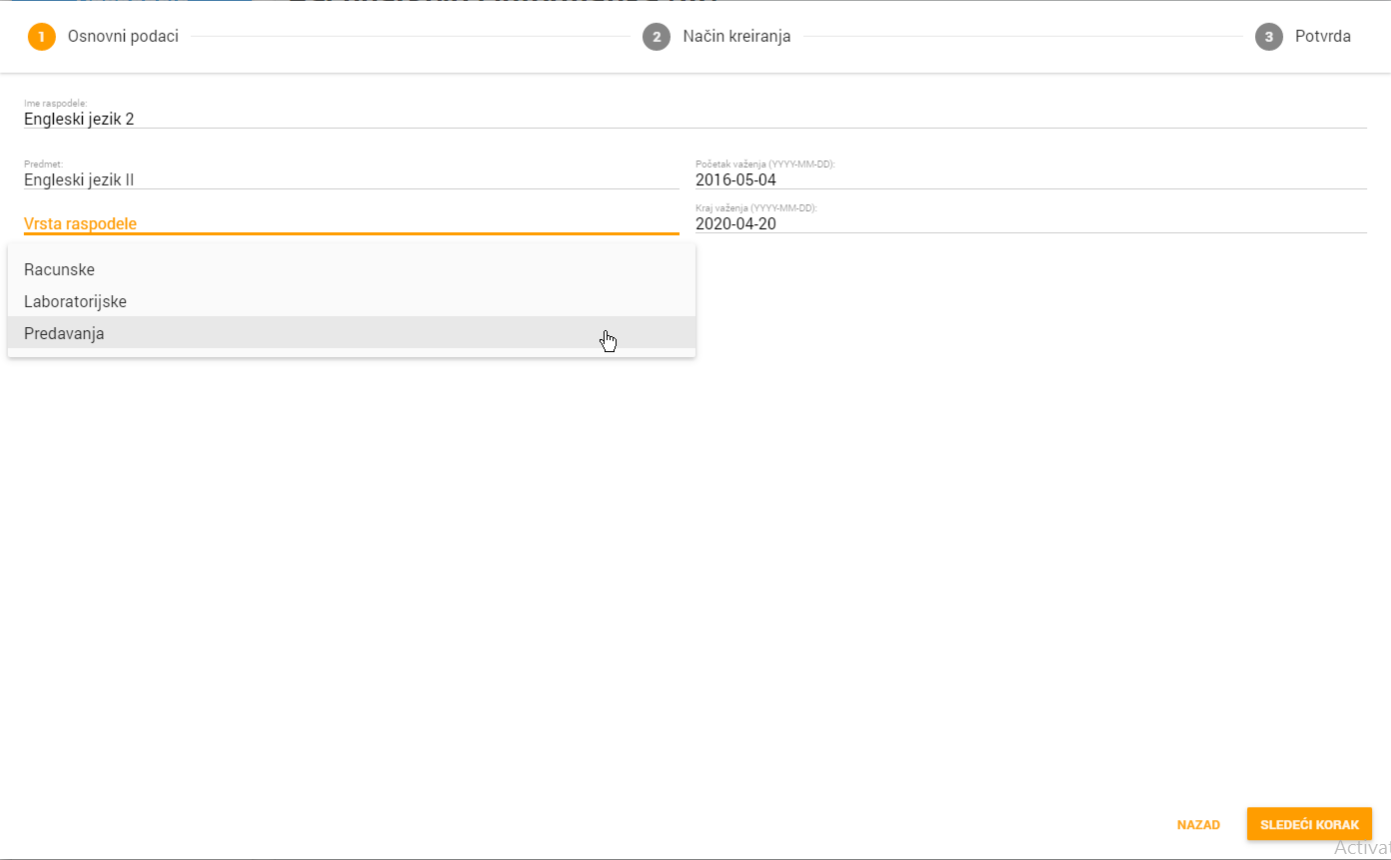 1 Osnovni podaci 2 Način kreiranja 3 Potvrda
Ime raspodele:
Engleski jezik 2
Predmet:
Engleski jezik II
Početak važenja (YYYY-MM-DD):
2016-05-04
Vrsta raspodele
Kraj važenja (YYYY-MM-DD):
2020-04-20
Racunske
Laboratorijske
Predavanja
NAZAD SLEDEĆI KORAK